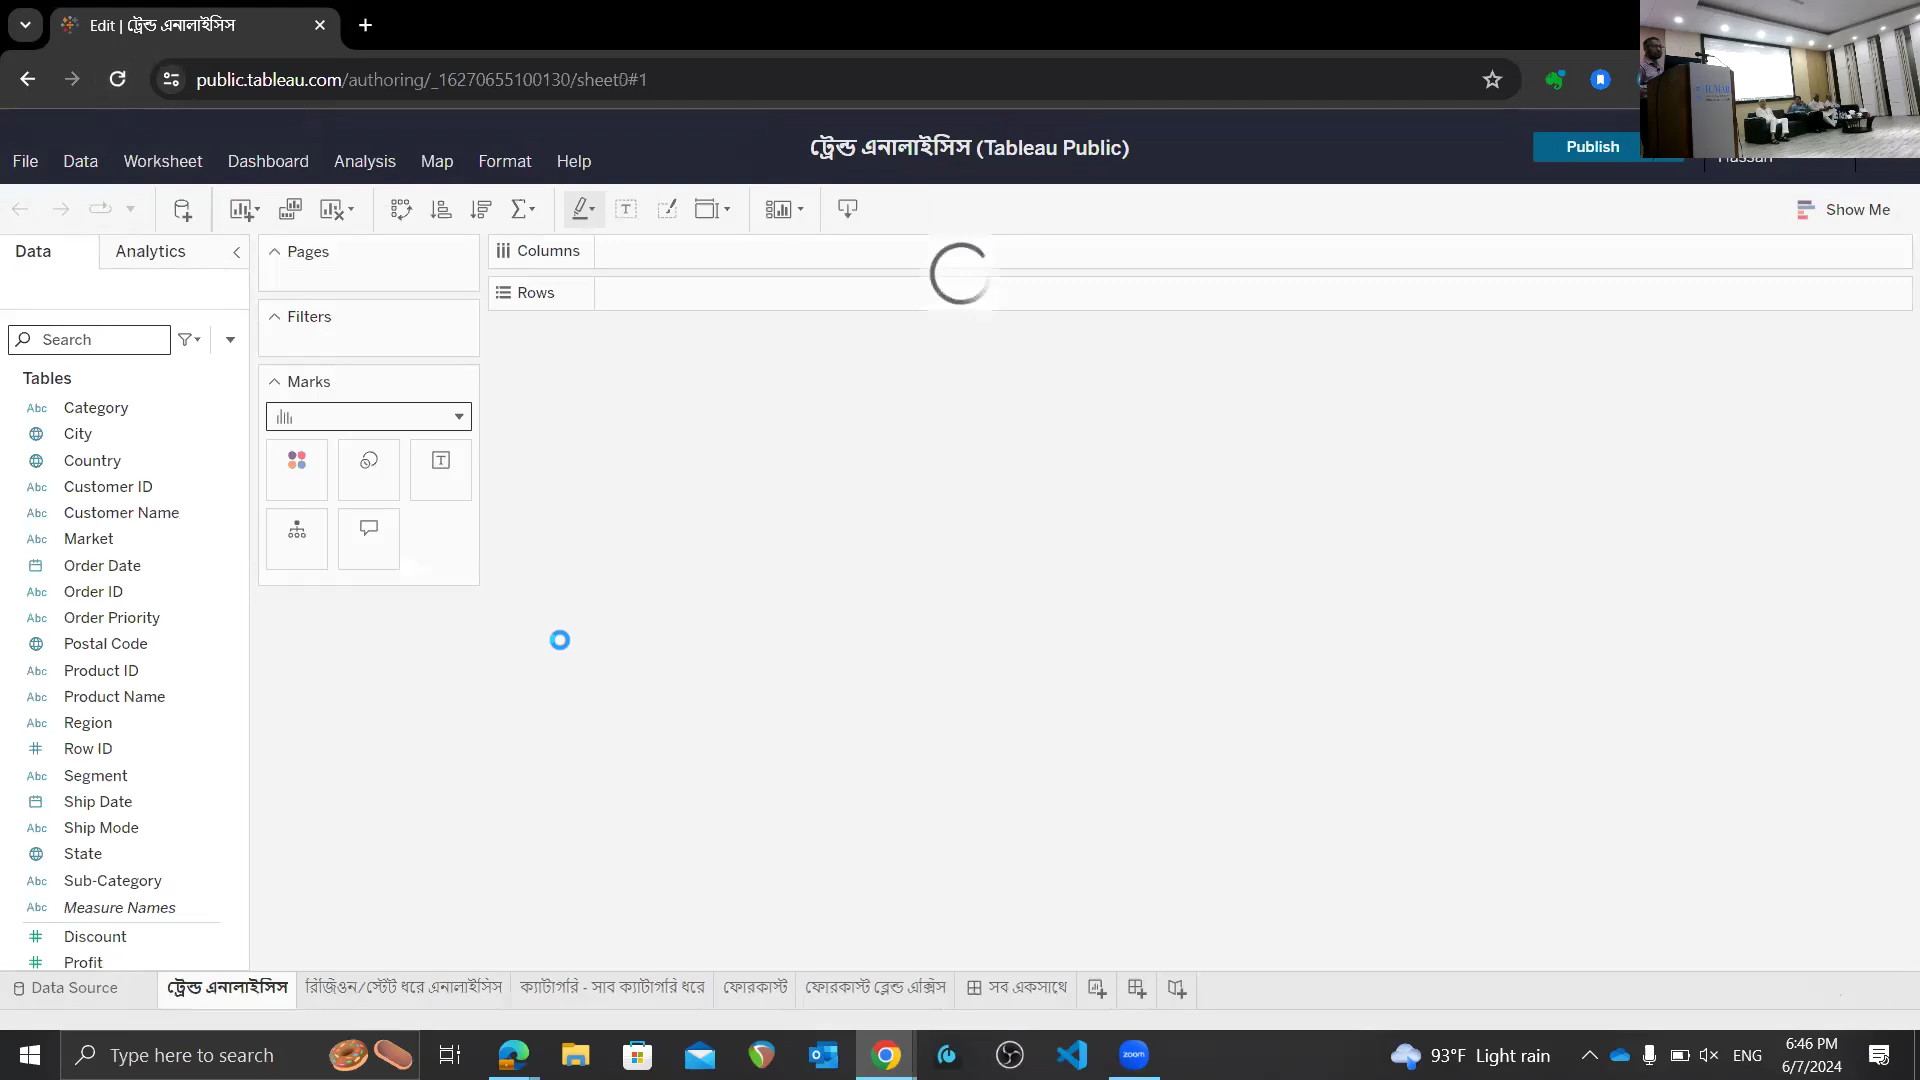 Edit | ট্রেন্ড এনালাইসিস
public.tableau.com/authoring/_16270655100130/sheet0#1
ট্রেন্ড এনালাইসিস (Tableau Public)
Publish
File Data Worksheet Dashboard Analysis Map Format Help
Show Me
Data Analytics
Pages
Columns
Rows
Filters
Search
Marks
Tables
Abc Category
City
Country
Abc Customer ID
Abc Customer Name
Abc Market
Order Date
Abc Order ID
Abc Order Priority
Postal Code
Abc Product ID
Abc Product Name
Abc Region
Row ID
Abc Segment
Ship Date
Abc Ship Mode
State
Abc Sub-Category
Abc Measure Names
Discount
Profit
Data Source ট্রেন্ড এনালাইসিস রিজিওন/স্টেট ধরে এনালাইসিস ক্যাটাগরি - সাব ক্যাটাগরি ধরে ফোরকাস্ট ফোরকাস্ট ব্লেন্ড এক্সিস সব একসাথে
Type here to search
zoom
93°F Light rain
ENG
6:46 PM
6/7/2024